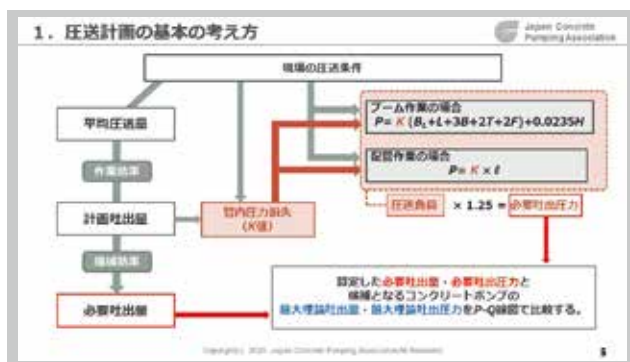 1．圧送計画の基本の考え方
Japan Concrete
Pumping Association
現場の圧送条件
平均圧送量
作業効率
計画吐出量
機械効率
必要吐出量
管内圧力損失
(K値)
ブーム作業の場合
P= K (B_L+L+3B+2T+2F)+0.0235H
配管作業の場合
P= K × ℓ
圧送負荷 × 1.25 = 必要吐出圧力
設定した必要吐出量・必要吐出圧力と
候補となるコンクリートポンプの
最大理論吐出量・最大理論吐出圧力をP-Q線図で比較する。
Japan Concrete Pumping Association
5